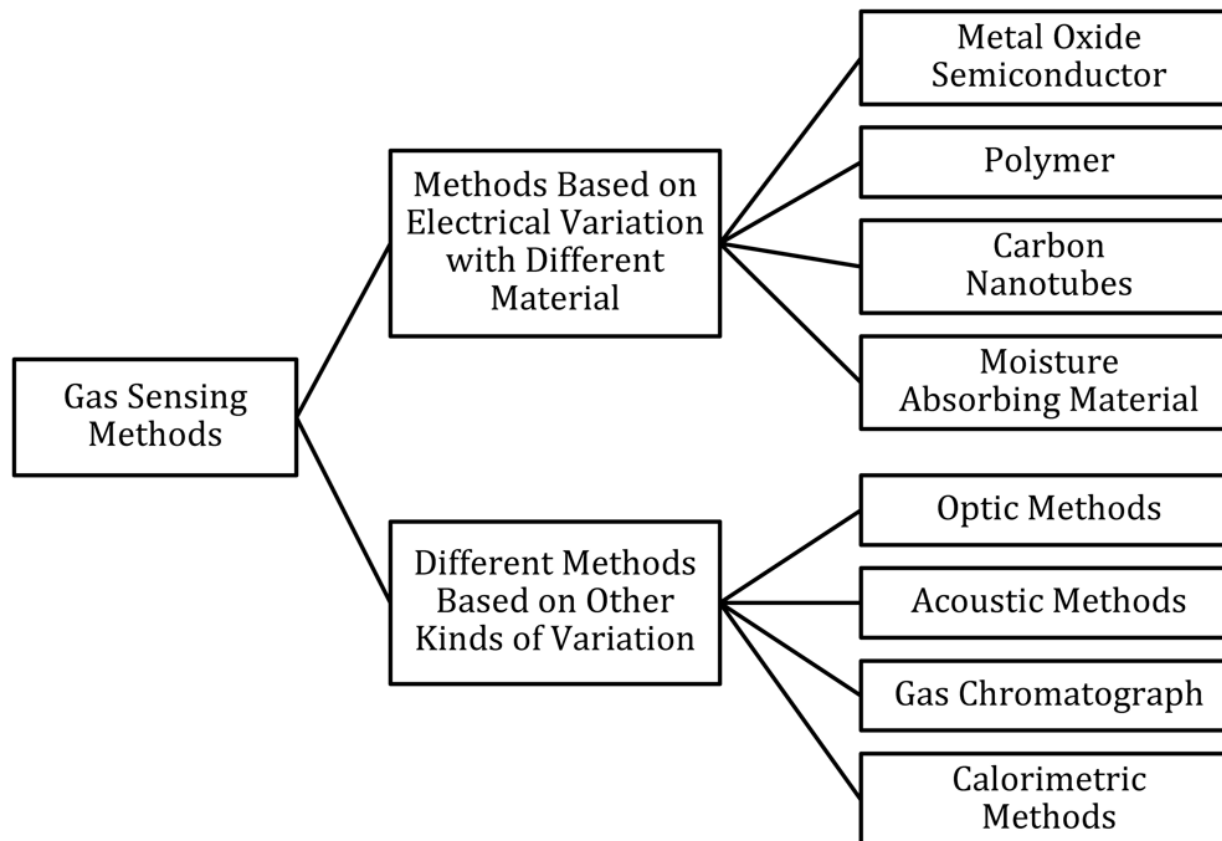 Gas Sensing
Methods
Methods Based on
Electrical Variation
with Different
Material
Metal Oxide
Semiconductor
Polymer
Carbon
Nanotubes
Moisture
Absorbing Material
Different Methods
Based on Other
Kinds of Variation
Optic Methods
Acoustic Methods
Gas Chromatograph
Calorimetric
Methods